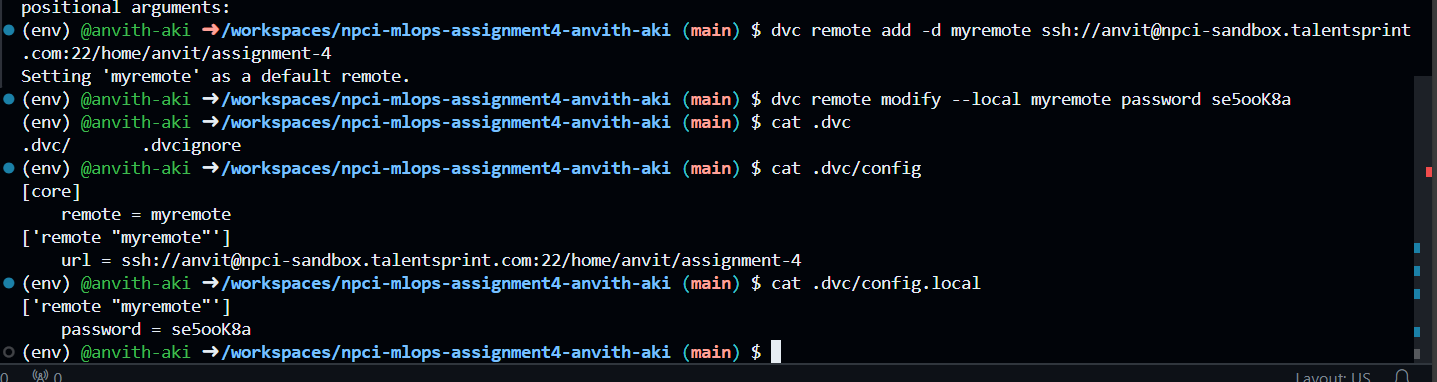 positional arguments:
(env) @anvith-aki ➜/workspaces/npci-mlops-assignment4-anvith-aki (main) $ dvc remote add -d myremote ssh://anvit@npci-sandbox.talentsprint
.com:22/home/anvit/assignment-4
Setting 'myremote' as a default remote.
(env) @anvith-aki ➜/workspaces/npci-mlops-assignment4-anvith-aki (main) $ dvc remote modify --local myremote password se5ooK8a
(env) @anvith-aki ➜/workspaces/npci-mlops-assignment4-anvith-aki (main) $ cat .dvc
.dvc/       .dvcignore
(env) @anvith-aki ➜/workspaces/npci-mlops-assignment4-anvith-aki (main) $ cat .dvc/config
[core]
    remote = myremote
['remote "myremote"']
    url = ssh://anvit@npci-sandbox.talentsprint.com:22/home/anvit/assignment-4
(env) @anvith-aki ➜/workspaces/npci-mlops-assignment4-anvith-aki (main) $ cat .dvc/config.local
['remote "myremote"']
    password = se5ooK8a
(env) @anvith-aki ➜/workspaces/npci-mlops-assignment4-anvith-aki (main) $
0 0 Layout: US